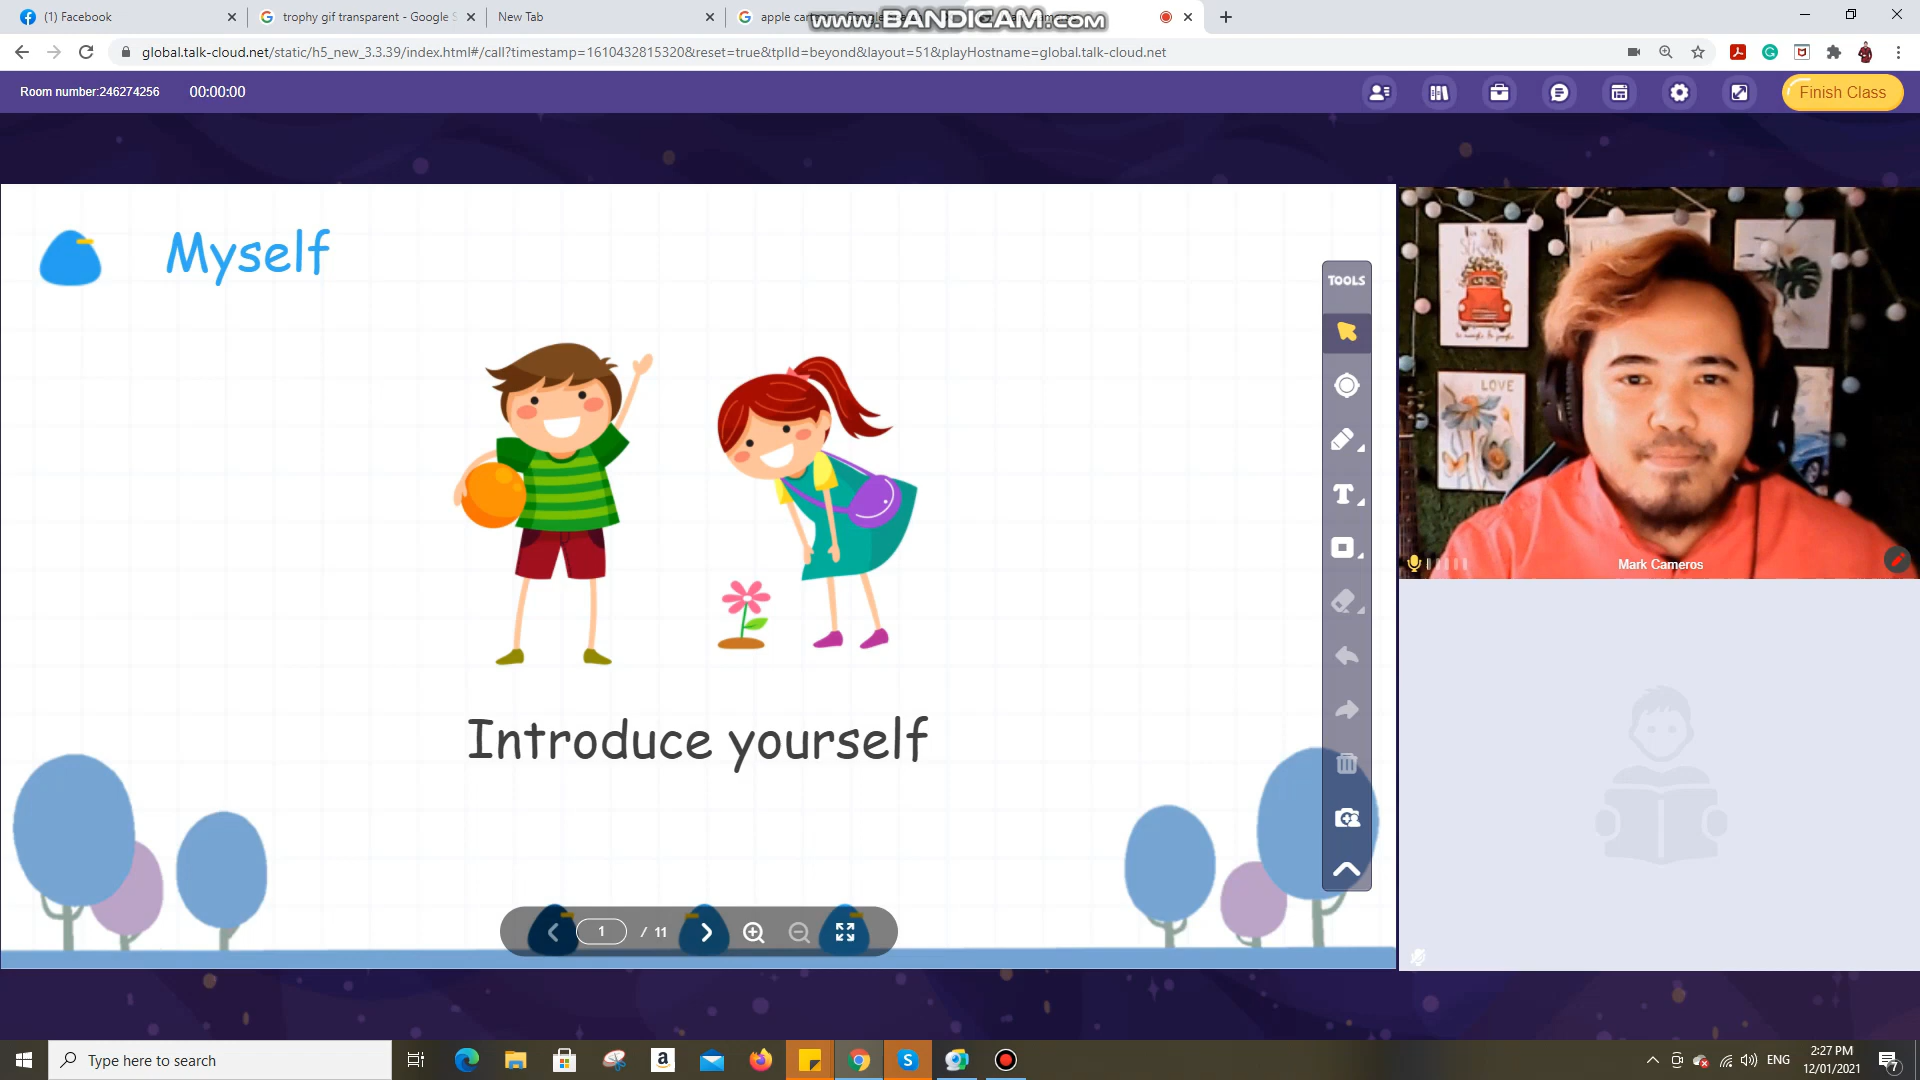 (1) Facebook
trophy gif transparent - Google S
New Tab
apple cart
www.BANDICAM.com
global.talk-cloud.net/static/h5_new_3.3.39/index.html#/call?timestamp=1610432815320&reset=true&tplId=beyond&layout=51&playHostname=global.talk-cloud.net
Room number:246274256
00:00:00
Finish Class
Myself
TOOLS
T
LOVE
Mark Cameros
Introduce yourself
1 / 11
Type here to search
ENG
2:27 PM
12/01/2021
7